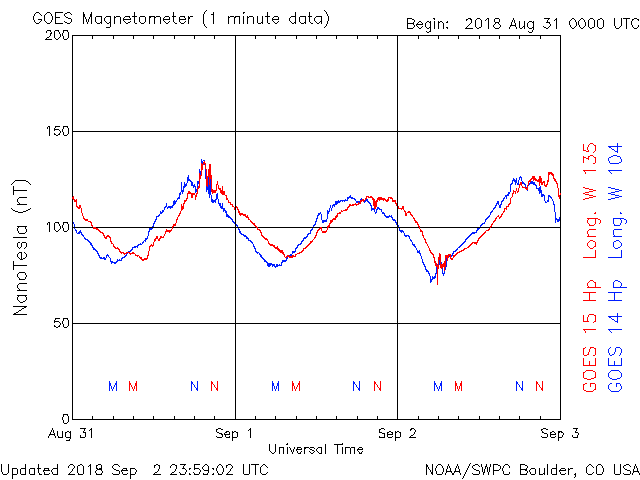 GOES Magnetometer (1 minute data)
Begin: 2018 Aug 31 0000 UTC
200
150
100
50
0
NanoTesla (nT)
M M N N M M N N M M N N
Aug 31 Sep 1 Sep 2 Sep 3
Universal Time
GOES 15 Hp Long. W 135
GOES 14 Hp Long. W 104
Updated 2018 Sep 2 23:59:02 UTC
NOAA/SWPC Boulder, CO USA